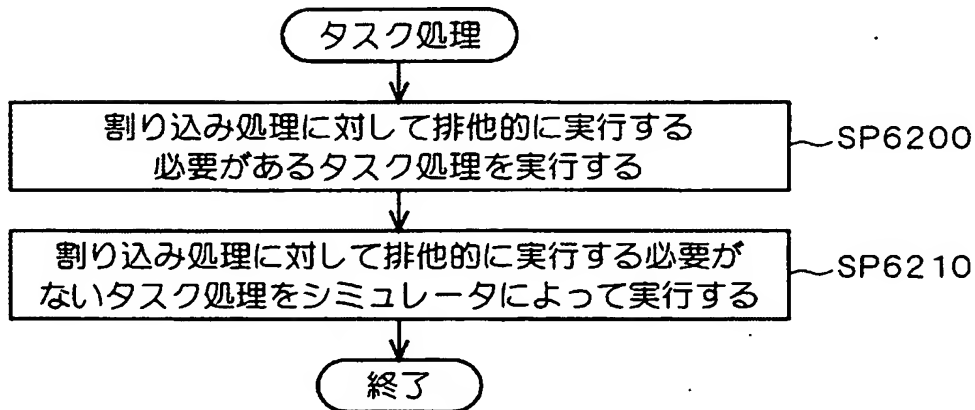 タスク処理
割り込み処理に対して排他的に実行する
必要があるタスク処理を実行する
SP6200
割り込み処理に対して排他的に実行する必要が
ないタスク処理をシミュレータによって実行する
SP6210
終了